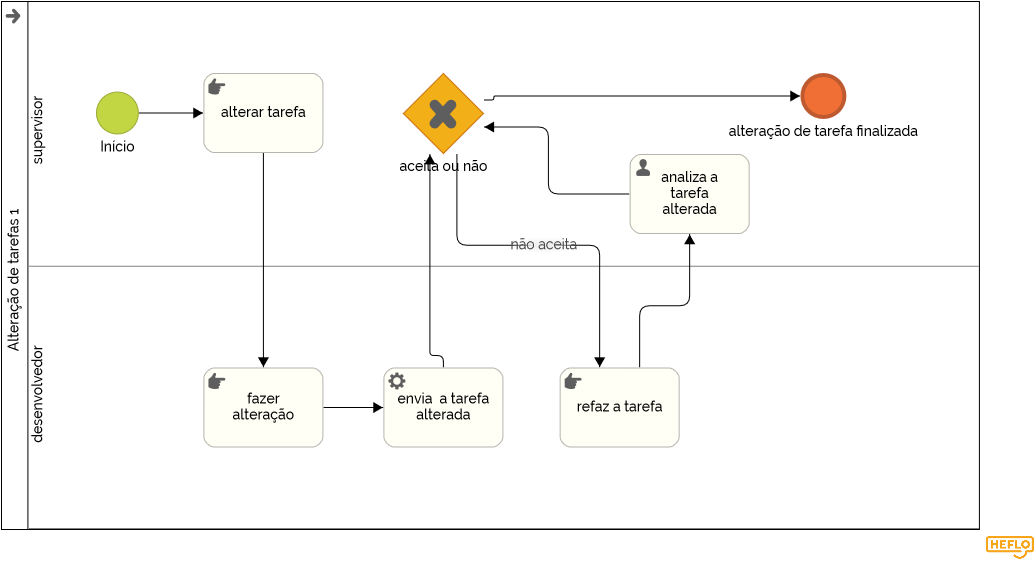 Alteração de tarefas 1
supervisor
Início
alterar tarefa
aceita ou não
alteração de tarefa finalizada
analiza a
tarefa
alterada
não aceita
desenvolvedor
fazer
alteração
envia  a tarefa
alterada
refaz a tarefa
HEFLO